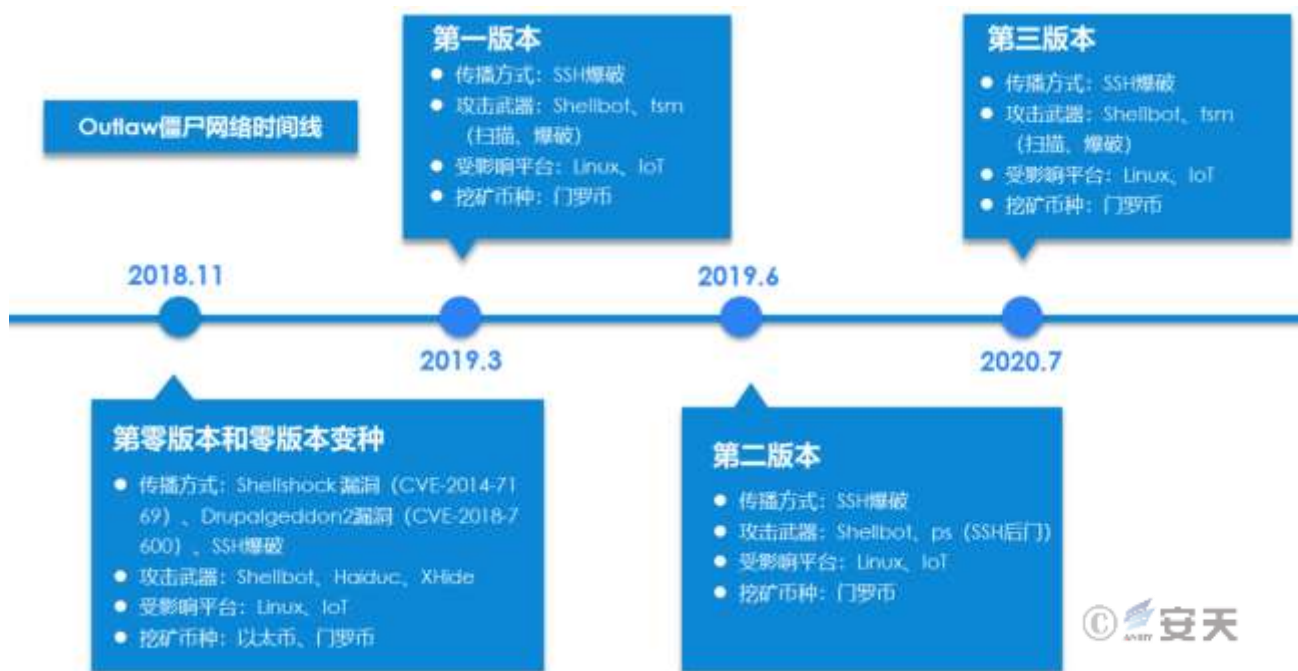 Outlaw僵尸网络时间线
第一版本
● 传播方式：SSH爆破
● 攻击武器：Shellbot、tsm
（扫描、爆破）
● 受影响平台：Linux、IoT
● 挖矿币种：门罗币
第三版本
● 传播方式：SSH爆破
● 攻击武器：Shellbot、tsm
（扫描、爆破）
● 受影响平台：Linux、IoT
● 挖矿币种：门罗币
2018.11
2019.3
2019.6
2020.7
第零版本和零版本变种
● 传播方式：Shellshock漏洞（CVE-2014-71
69）、Drupalgeddon2漏洞（CVE-2018-7
600）、SSH爆破
● 攻击武器：Shellbot、Haiduc、XHide
● 受影响平台：Linux、IoT
● 挖矿币种：以太币、门罗币
第二版本
● 传播方式：SSH爆破
● 攻击武器：Shellbot、ps（SSH后门）
● 受影响平台：Linux、IoT
● 挖矿币种：门罗币
© ANTIY 安天